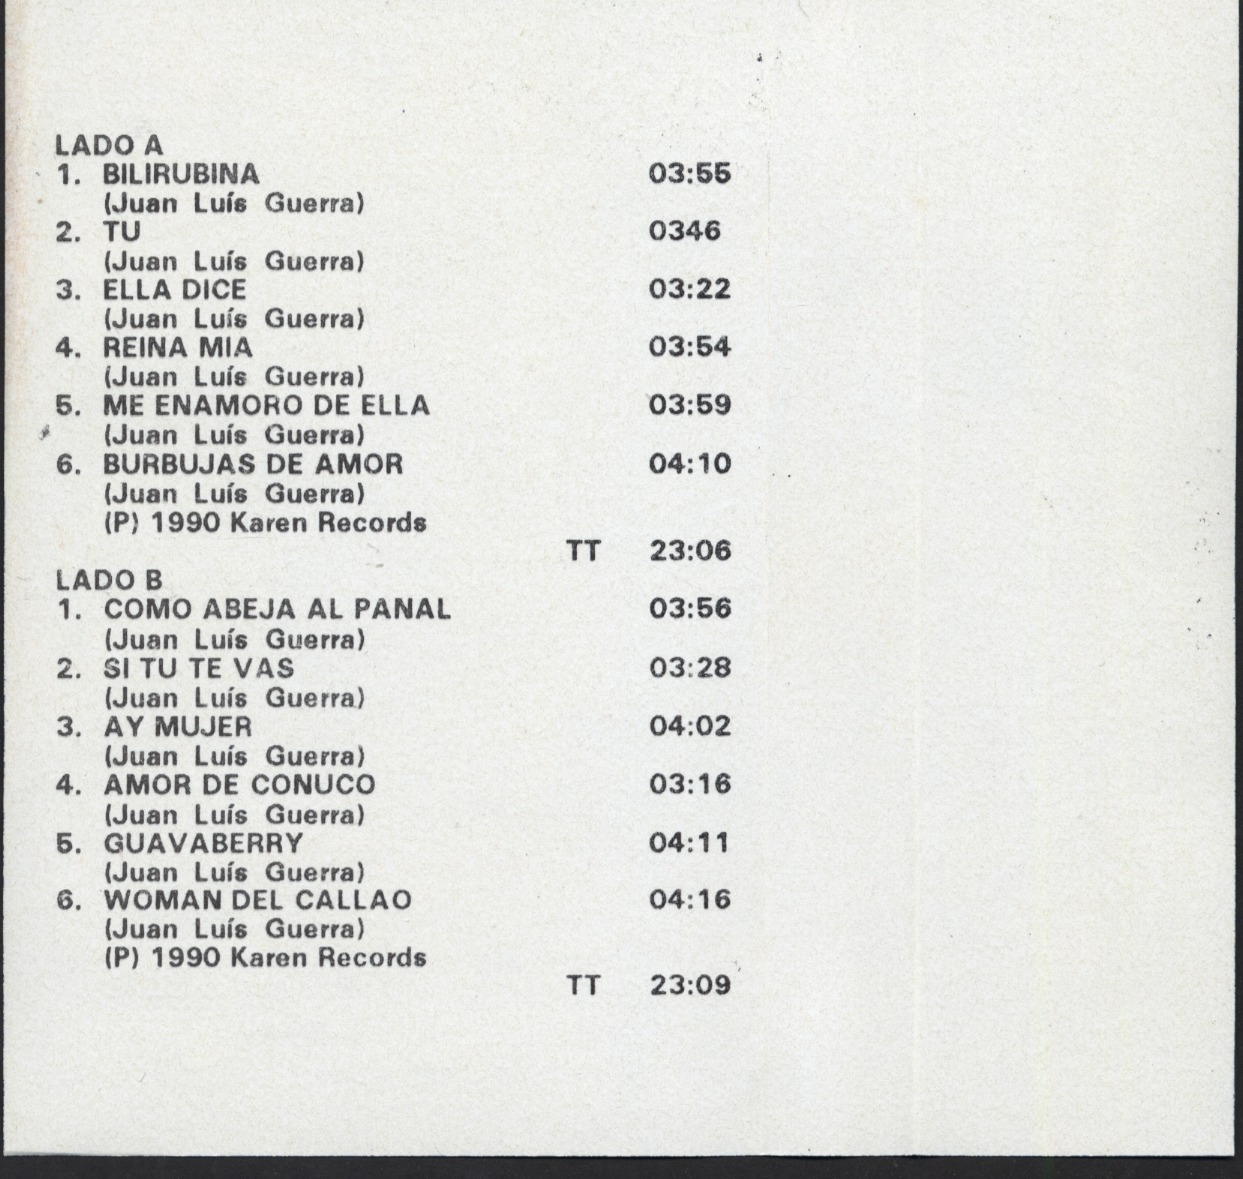 LADO A
1. BILIRUBINA 03:55
(Juan Luís Guerra)
2. TU 0346
(Juan Luís Guerra)
3. ELLA DICE 03:22
(Juan Luís Guerra)
4. REINA MIA 03:54
(Juan Luís Guerra)
5. ME ENAMORO DE ELLA 03:59
(Juan Luís Guerra)
6. BURBUJAS DE AMOR 04:10
(Juan Luís Guerra)
(P) 1990 Karen Records
TT 23:06
LADO B
1. COMO ABEJA AL PANAL 03:56
(Juan Luís Guerra)
2. SI TU TE VAS 03:28
(Juan Luís Guerra)
3. AY MUJER 04:02
(Juan Luís Guerra)
4. AMOR DE CONUCO 03:16
(Juan Luís Guerra)
5. GUAVABERRY 04:11
(Juan Luís Guerra)
6. WOMAN DEL CALLAO 04:16
(Juan Luís Guerra)
(P) 1990 Karen Records
TT 23:09